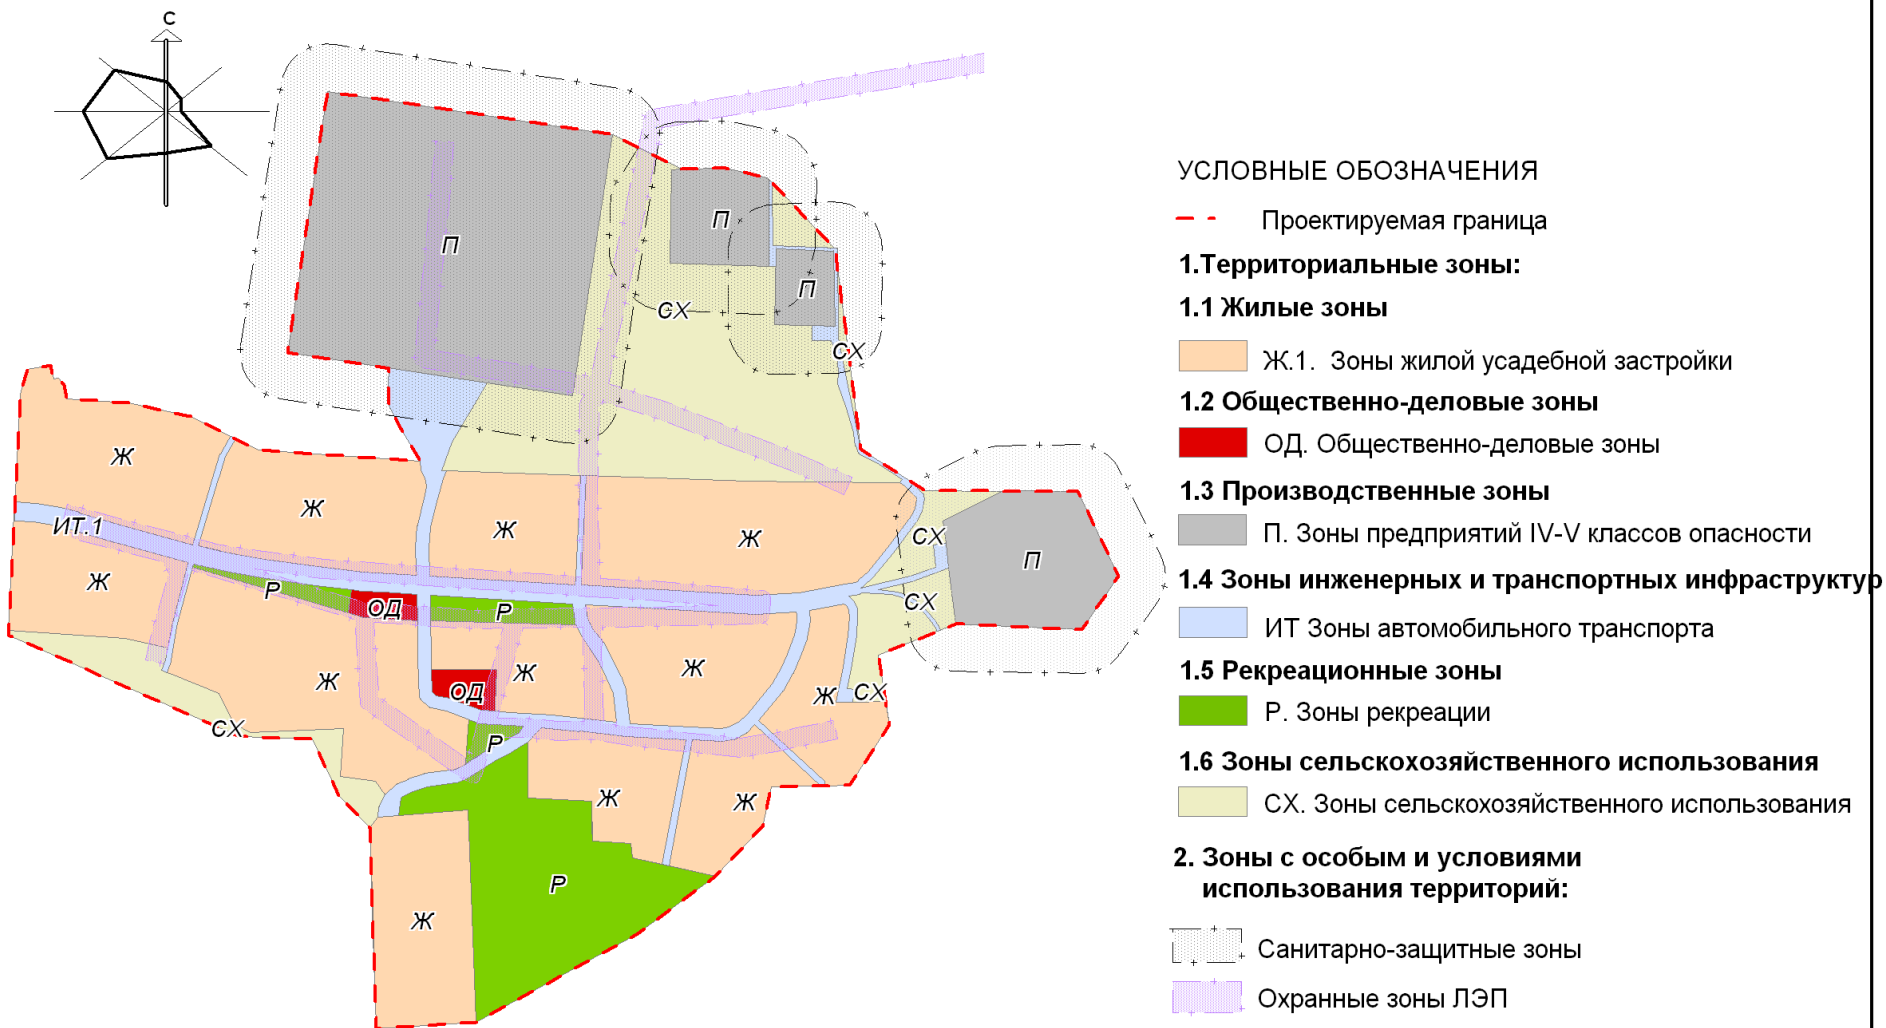 С
УСЛОВНЫЕ ОБОЗНАЧЕНИЯ
Проектируемая граница
1.Территориальные зоны:
1.1 Жилые зоны
Ж.1. Зоны жилой усадебной застройки
1.2 Общественно-деловые зоны
ОД. Общественно-деловые зоны
1.3 Производственные зоны
П. Зоны предприятий IV-V классов опасности
1.4 Зоны инженерных и транспортных инфраструктур
ИТ Зоны автомобильного транспорта
1.5 Рекреационные зоны
Р. Зоны рекреации
1.6 Зоны сельскохозяйственного использования
СХ. Зоны сельскохозяйственного использования
2. Зоны с особым и условиями
использования территорий:
Санитарно-защитные зоны
Охранные зоны ЛЭП
П
П
П
СХ
СХ
Ж
Ж
Ж
Ж
ИТ.1
СХ
П
Ж
Р
ОД
Р
СХ
Ж
ОД
Ж
Ж
Ж
СХ
СХ
Р
Ж
Ж
Р
Ж